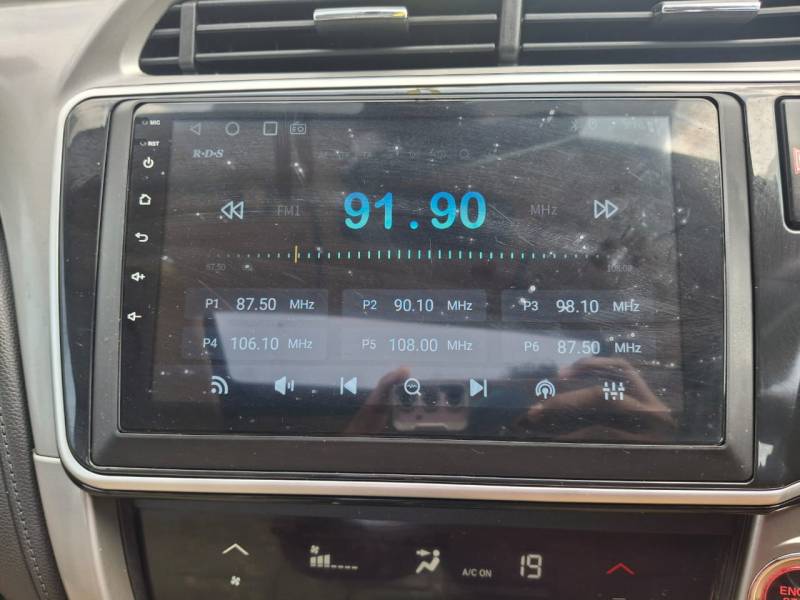 MIC
RST
R·D·S
FM1 91.90 MHz
87.50 108.00
P1 87.50 MHz P2 90.10 MHz P3 98.10 MHz
P4 106.10 MHz P5 108.00 MHz P6 87.50 MHz
A/C ON 19